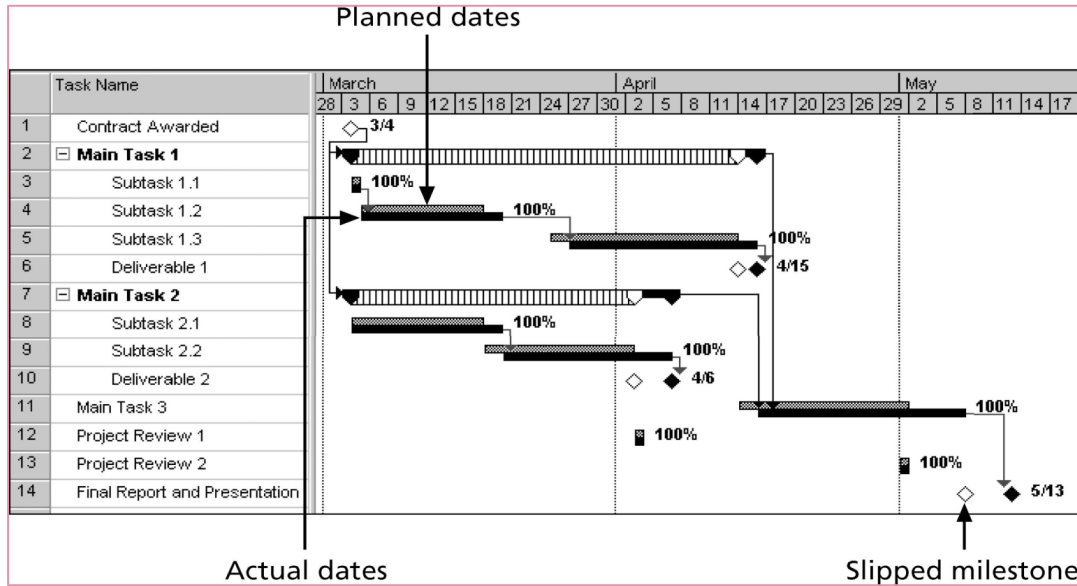 Planned dates
Task Name
March April May
28 3 6 9 12 15 18 21 24 27 30 2 5 8 11 14 17 20 23 26 29 2 5 8 11 14 17
1 Contract Awarded 3/4
2 Main Task 1
3 Subtask 1.1 100%
4 Subtask 1.2 100%
5 Subtask 1.3 100%
6 Deliverable 1 4/15
7 Main Task 2
8 Subtask 2.1 100%
9 Subtask 2.2 100%
10 Deliverable 2 4/6
11 Main Task 3 100%
12 Project Review 1 100%
13 Project Review 2 100%
14 Final Report and Presentation 5/13
Actual dates Slipped milestone